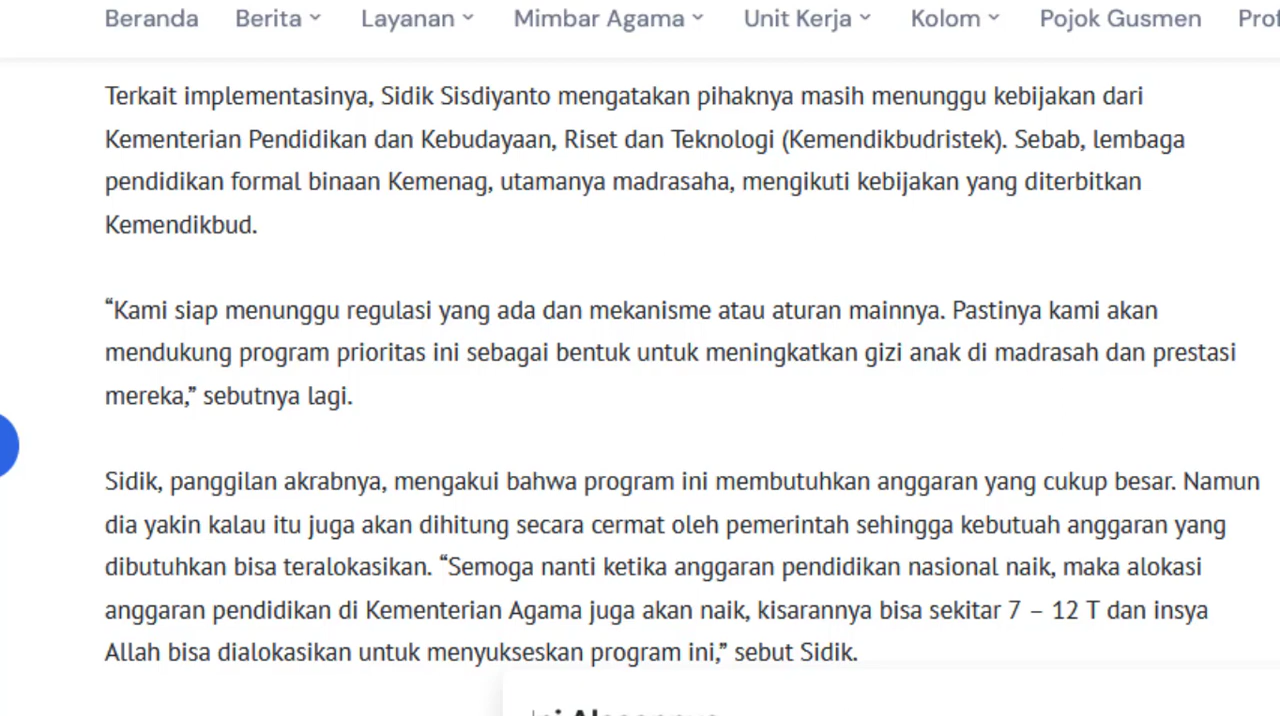 Beranda Berita Layanan Mimbar Agama Unit Kerja Kolom Pojok Gusmen
Terkait implementasinya, Sidik Sisdiyanto mengatakan pihaknya masih menunggu kebijakan dari
Kementerian Pendidikan dan Kebudayaan, Riset dan Teknologi (Kemendikbudristek). Sebab, lembaga
pendidikan formal binaan Kemenag, utamanya madrasaha, mengikuti kebijakan yang diterbitkan
Kemendikbud.
“Kami siap menunggu regulasi yang ada dan mekanisme atau aturan mainnya. Pastinya kami akan
mendukung program prioritas ini sebagai bentuk untuk meningkatkan gizi anak di madrasah dan prestasi
mereka,” sebutnya lagi.
Sidik, panggilan akrabnya, mengakui bahwa program ini membutuhkan anggaran yang cukup besar. Namun
dia yakin kalau itu juga akan dihitung secara cermat oleh pemerintah sehingga kebutuah anggaran yang
dibutuhkan bisa teralokasikan. “Semoga nanti ketika anggaran pendidikan nasional naik, maka alokasi
anggaran pendidikan di Kementerian Agama juga akan naik, kisarannya bisa sekitar 7 – 12 T dan insya
Allah bisa dialokasikan untuk menyukseskan program ini,” sebut Sidik.